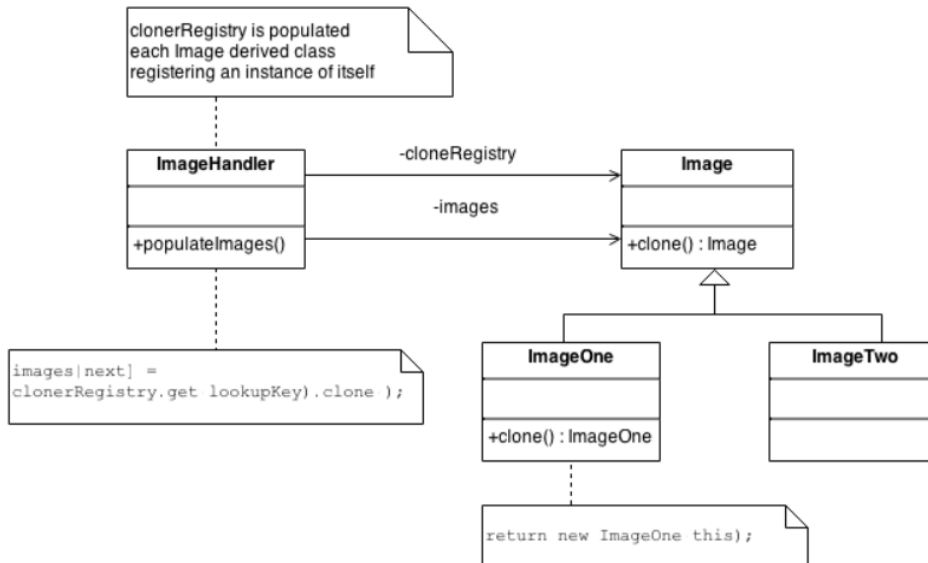 clonerRegistry is populated
each Image derived class
registering an instance of itself
ImageHandler
+populateImages()
-cloneRegistry
-images
Image
+clone() : Image
images|next] =
clonerRegistry.get lookupKey).clone );
ImageOne
+clone() : ImageOne
ImageTwo
return new ImageOne this);